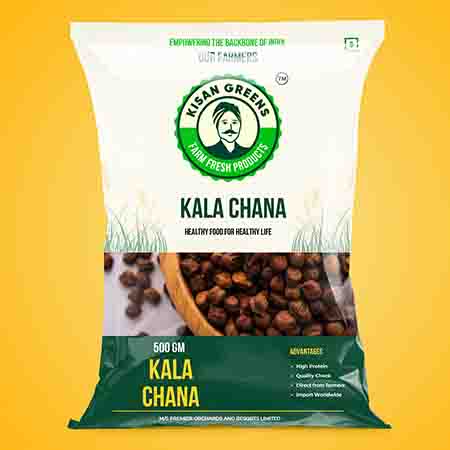 EMPOWERING THE BACKBONE OF INDIA
OUR FARMERS
TM
KISAN GREENS
FARM FRESH PRODUCTS
KALA CHANA
HEALTHY FOOD FOR HEALTHY LIFE
500 GM
KALA
CHANA
ADVANTAGES
High Protein
Quality Check
Direct from farmers
Import Worldwide
M/S PREMIER ORCHARDS AND RESORTS LIMITED